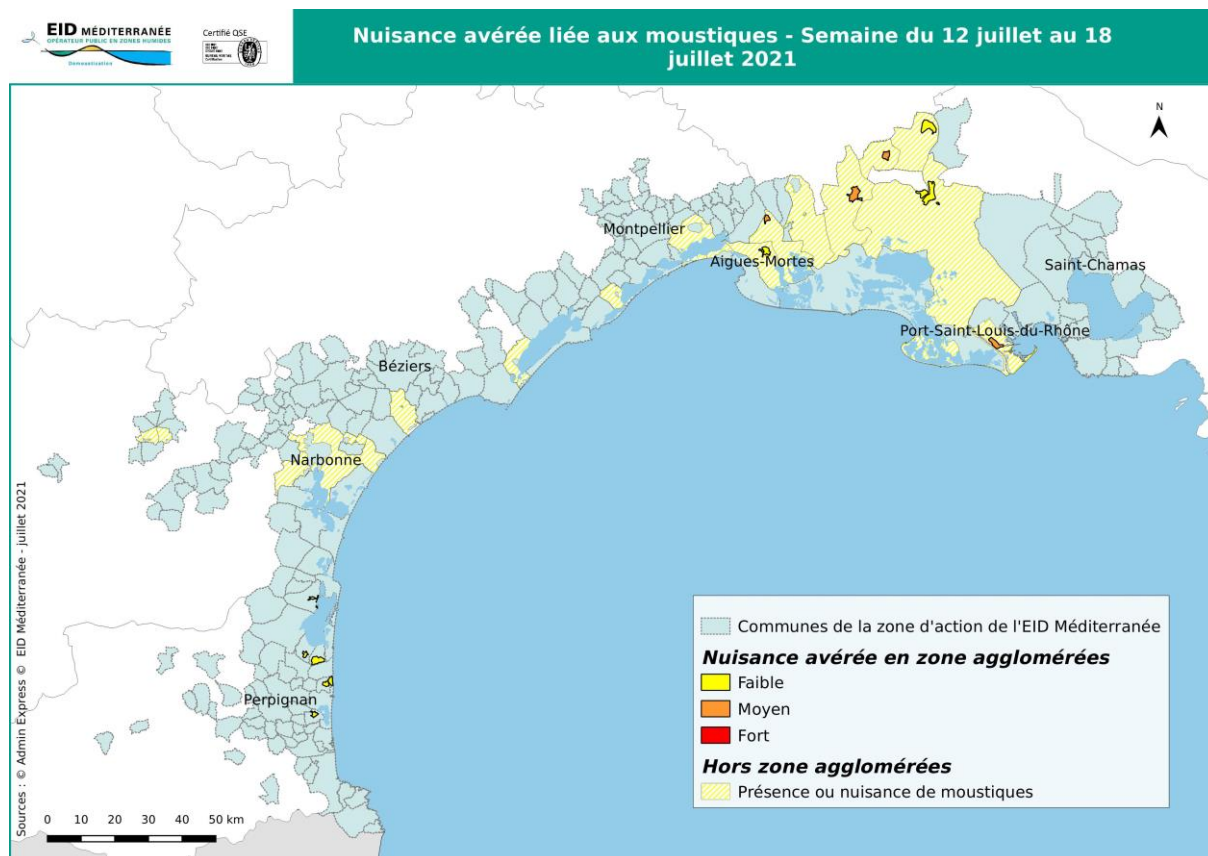 EID MÉDITERRANÉE
OPÉRATEUR PUBLIC EN ZONES HUMIDES
Démoustication
Certifié QSE
Nuisance avérée liée aux moustiques - Semaine du 12 juillet au 18
juillet 2021
N
Montpellier
Aigues-Mortes
Saint-Chamas
Port-Saint-Louis-du-Rhône
Béziers
Narbonne
Perpignan
Communes de la zone d'action de l'EID Méditerranée
Nuisance avérée en zone agglomérées
Faible
Moyen
Fort
Hors zone agglomérées
Présence ou nuisance de moustiques
Sources : © Admin Express © EID Méditerranée - juillet 2021
0 10 20 30 40 50 km